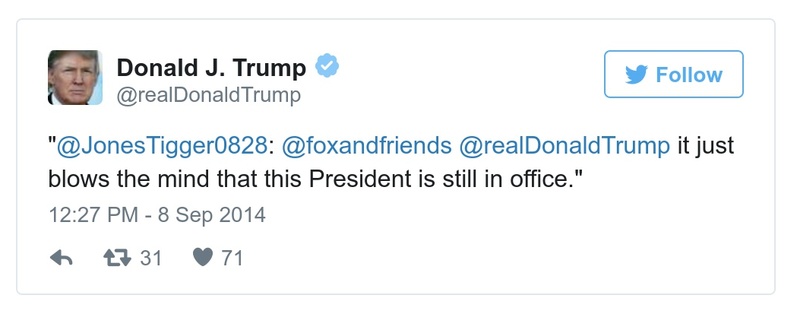 Donald J. Trump
@realDonaldTrump
Follow
"@JonesTigger0828: @foxandfriends @realDonaldTrump it just
blows the mind that this President is still in office."
12:27 PM - 8 Sep 2014
31 71